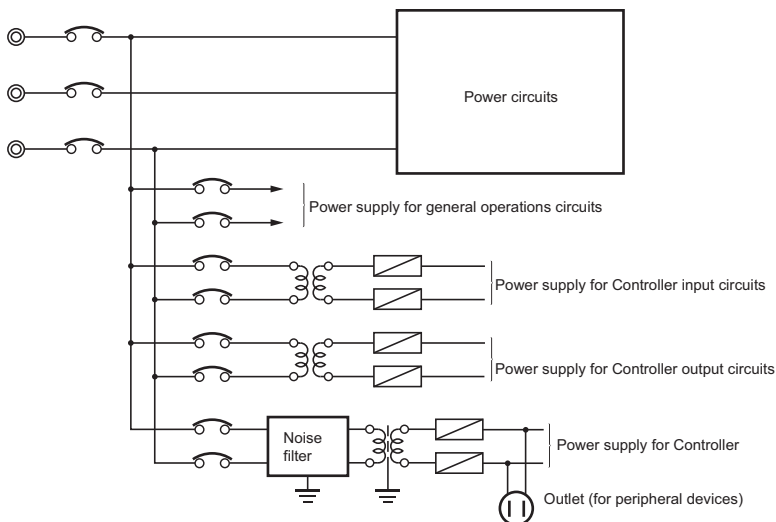 Power circuits
Power supply for general operations circuits
Power supply for Controller input circuits
Power supply for Controller output circuits
Noise
filter
Power supply for Controller
Outlet (for peripheral devices)